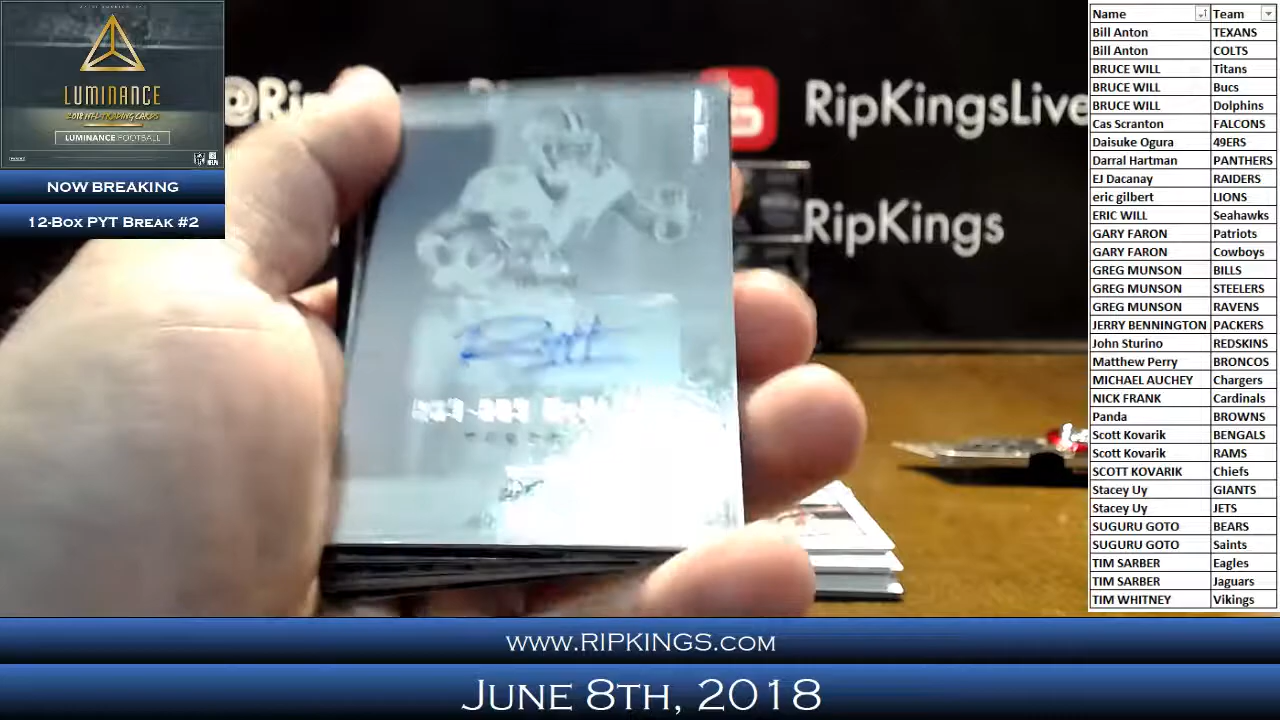 LUMINANCE
2018 NFL TRADING CARDS
LUMINANCE FOOTBALL
NOW BREAKING
12-Box PYT Break #2
RipKingsLive
RipKings
Name Team
Bill Anton TEXANS
Bill Anton COLTS
BRUCE WILL Titans
BRUCE WILL Bucs
BRUCE WILL Dolphins
Cas Scranton FALCONS
Daisuke Ogura 49ERS
Darral Hartman PANTHERS
EJ Dacanay RAIDERS
eric gilbert LIONS
ERIC WILL Seahawks
GARY FARON Patriots
GARY FARON Cowboys
GREG MUNSON BILLS
GREG MUNSON STEELERS
GREG MUNSON RAVENS
JERRY BENNINGTON PACKERS
John Sturino REDSKINS
Matthew Perry BRONCOS
MICHAEL AUCHEY Chargers
NICK FRANK Cardinals
Panda BROWNS
Scott Kovarik BENGALS
Scott Kovarik RAMS
SCOTT KOVARIK Chiefs
Stacey Uy GIANTS
Stacey Uy JETS
SUGURU GOTO BEARS
SUGURU GOTO Saints
TIM SARBER Eagles
TIM SARBER Jaguars
TIM WHITNEY Vikings
www.RIPKINGS.com
June 8th, 2018